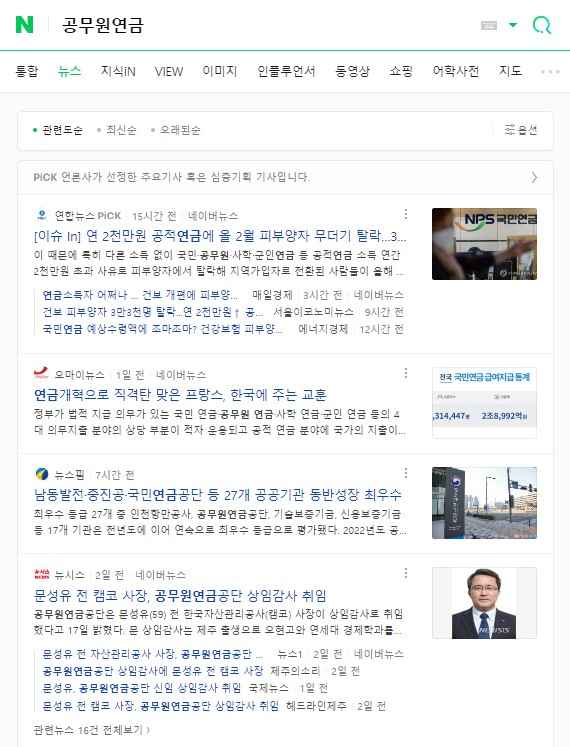 N 공무원연금
통합 뉴스 지식iN VIEW 이미지 인플루언서 동영상 쇼핑 어학사전 지도
관련도순 최신순 오래된순 옵션
PiCK 언론사가 선정한 주요기사 혹은 심층기획 기사입니다.
연합뉴스 PiCK 15시간 전 네이버뉴스
[이슈 In] 연 2천만원 공적연금에 올 2월 피부양자 무더기 탈락...3...
이 때문에 특히 다른 소득 없이 국민·공무원·사학·군인연금 등 공적연금 소득 연간
2천만원 초과 사유로 피부양자에서 탈락해 지역가입자로 전환된 사람들이 올해 ...
NPS 국민연금
연금소득자 어쩌나 ... 건보 개편에 피부양... 매일경제 3시간 전 네이버뉴스
건보 피부양자 3만3천명 탈락..연 2천만원↑ 공... 서울이코노미뉴스 9시간 전
국민연금 예상수령액에 조마조마? 건강보험 피부양... 에너지경제 12시간 전
오마이뉴스 1일 전 네이버뉴스
연금개혁으로 직격탄 맞은 프랑스, 한국에 주는 교훈
정부가 법적 지급 의무가 있는 국민 연금·공무원 연금·사학 연금·군인 연금 등의 4
대 의무지출 분야의 상당 부분이 적자 운용되고 공적 연금 분야에 국가의 지출이...
전국 국민연금 급여지급 통계
,314,447명 2조8,992억원
뉴스핌 7시간 전
남동발전·중진공·국민연금공단 등 27개 공공기관 동반성장 최우수
최우수 등급 27개 중 인천항만공사, 공무원연금공단, 기술보증기금, 신용보증기금
등 17개 기관은 전년도에 이어 연속으로 최우수 등급으로 평가됐다. 2022년도 공...
뉴시스 2일 전 네이버뉴스
문성유 전 캠코 사장, 공무원연금공단 상임감사 취임
공무원연금공단은 문성유(59) 전 한국자산관리공사(캠코) 사장이 상임감사로 취임
했다고 17일 밝혔다. 문 상임감사는 제주 출생으로 오현고와 연세대 경제학과를...
NEWSIS
문성유 전 자산관리공사 사장, 공무원연금공단 ... 뉴스1 2일 전 네이버뉴스
공무원연금공단 상임감사에 문성유 전 캠코 사장 제주의소리 2일 전
문성유, 공무원연금공단 신임 상임감사 취임 국제뉴스 1일 전
문성유 전 캠코 사장, 공무원연금공단 상임감사 취임 헤드라인제주 2일 전
관련뉴스 16건 전체보기 ›